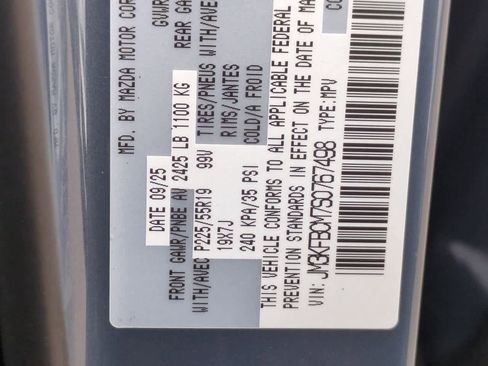 MFD. BY MAZDA MOTOR COR
DATE 09/25 GVWR
FRONT GAWR/PNBE AV 2425 LB 1100 KG REAR GA
WITH/AVEC P225/55R19 99V TIRES/PNEUS WITH/AVE
19X7J RIMS/JANTES
240 KPA/35 PSI COLD/A FROID
THIS VEHICLE CONFORMS TO ALL APPLICABLE FEDERAL
PREVENTION STANDARDS IN EFFECT ON THE DATE OF MA
VIN: JM3KFBCM7S0767498 TYPE: MPV CO